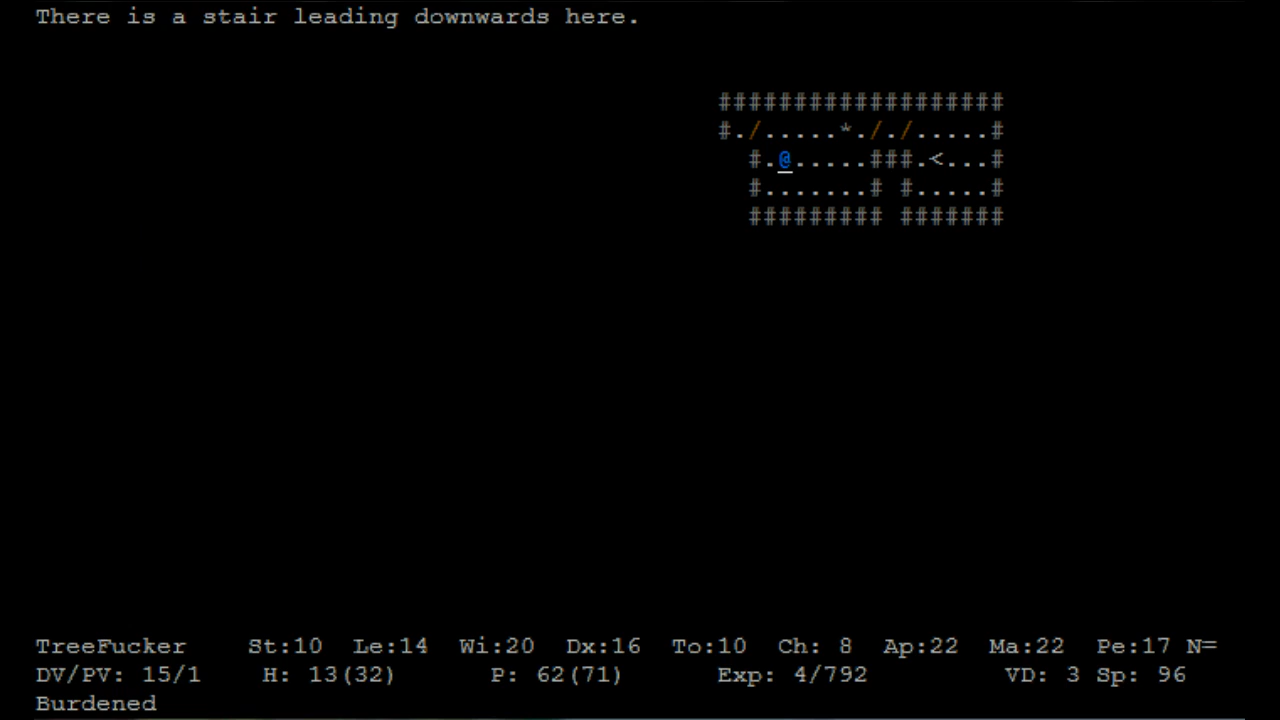 There is a stair leading downwards here.
###################
#./.....*././.....#
#.@.....###.<...#
#.......# #.....#
######### #######
TreeFucker St:10 Le:14 Wi:20 Dx:16 To:10 Ch: 8 Ap:22 Ma:22 Pe:17 N=
DV/PV: 15/1 H: 13(32) P: 62(71) Exp: 4/792 VD: 3 Sp: 96
Burdened